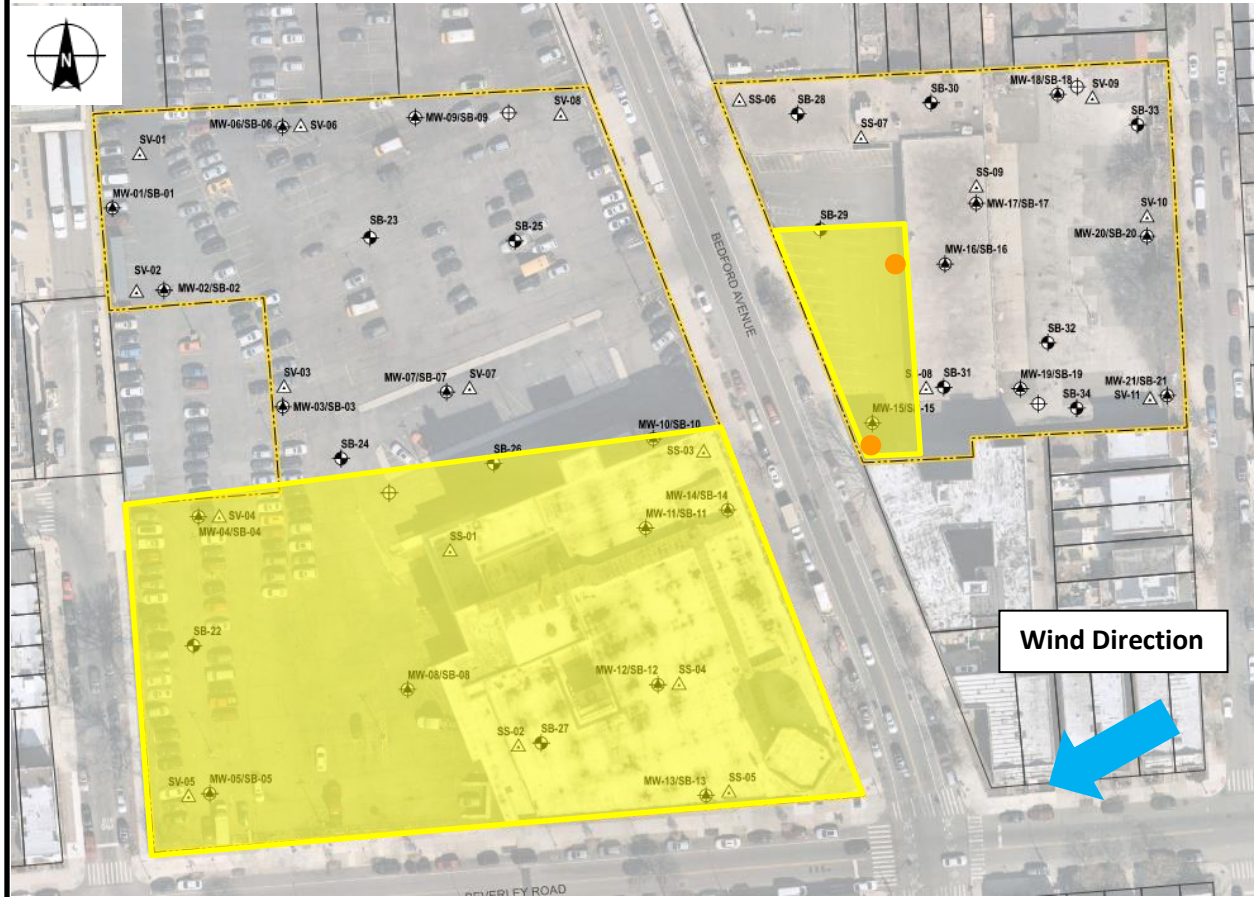 N
MW-18/SB-18
SV-09
SB-30
SS-06
SB-28
SV-08
MW-09/SB-09
MW-06/SB-06
SV-06
SB-33
SS-07
SV-01
SS-09
MW-01/SB-01
MW-17/SB-17
SV-10
SB-29
SB-23
SB-25
MW-20/SB-20
BEDFORD AVENUE
MW-16/SB-16
SV-02
MW-02/SB-02
SB-32
SV-03
MW-07/SB-07
SV-07
SB-31
MW-19/SB-19
MW-21/SB-21
SV-11
MW-03/SB-03
SB-34
MW-15/SB-15
MW-10/SB-10
SB-24
SB-26
SS-03
MW-14/SB-14
SV-04
MW-04/SB-04
MW-11/SB-11
SS-01
SB-22
Wind Direction
MW-12/SB-12
SS-04
MW-08/SB-08
SS-02
SB-27
MW-13/SB-13
SS-05
SV-05
MW-05/SB-05
BEVERLEY ROAD